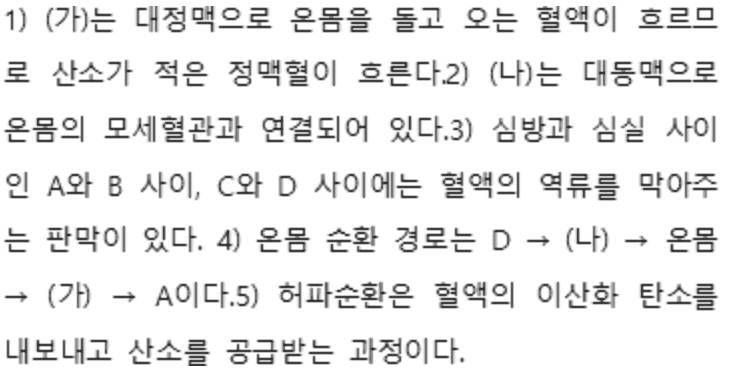 1) (가)는 대정맥으로 온몸을 돌고 오는 혈액이 흐르므
로 산소가 적은 정맥혈이 흐른다.2) (나)는 대동맥으로
온몸의 모세혈관과 연결되어 있다.3) 심방과 심실 사이
인 A와 B 사이, C와 D 사이에는 혈액의 역류를 막아주
는 판막이 있다. 4) 온몸 순환 경로는 D → (나) → 온몸
→ (가) → A이다.5) 허파순환은 혈액의 이산화 탄소를
내보내고 산소를 공급받는 과정이다.